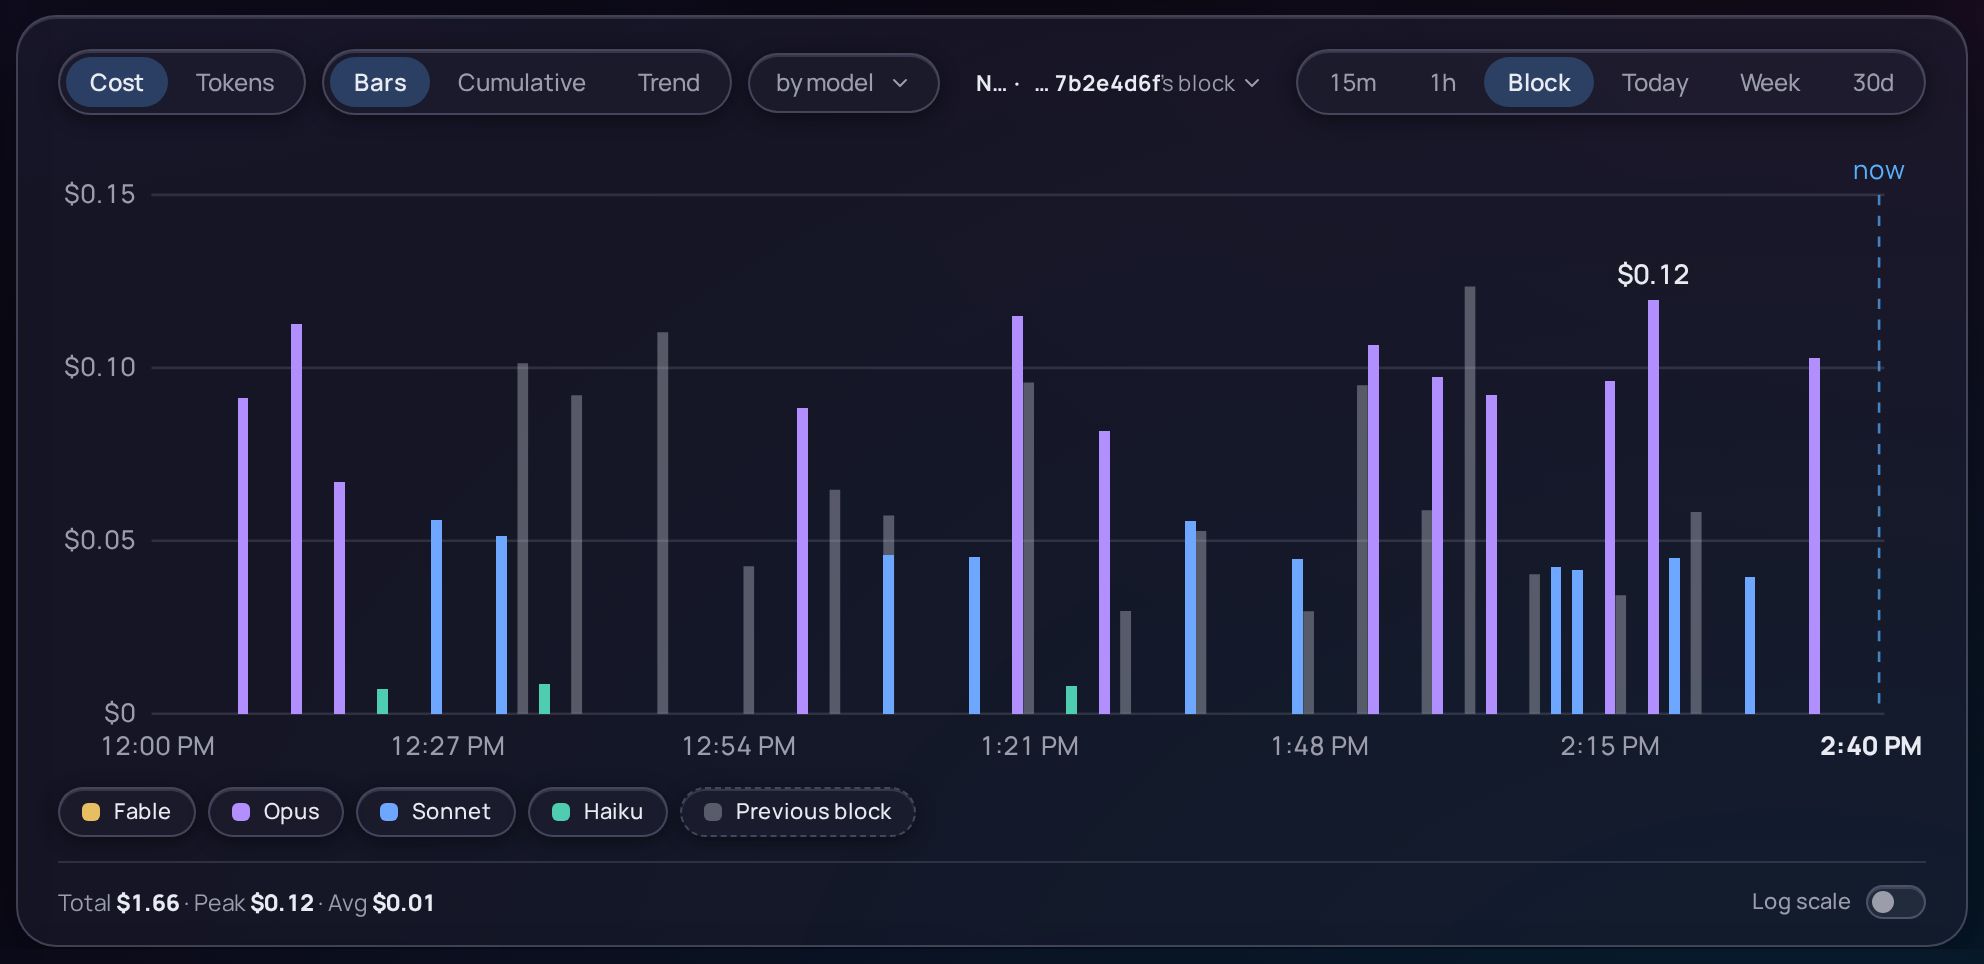 Cost Tokens Bars Cumulative Trend by model N… · … 7b2e4d6f's block 15m 1h Block Today Week 30d
now
$0.15
$0.12
$0.10
$0.05
$0
12:00 PM 12:27 PM 12:54 PM 1:21 PM 1:48 PM 2:15 PM 2:40 PM
Fable Opus Sonnet Haiku Previous block
Total $1.66 · Peak $0.12 · Avg $0.01 Log scale